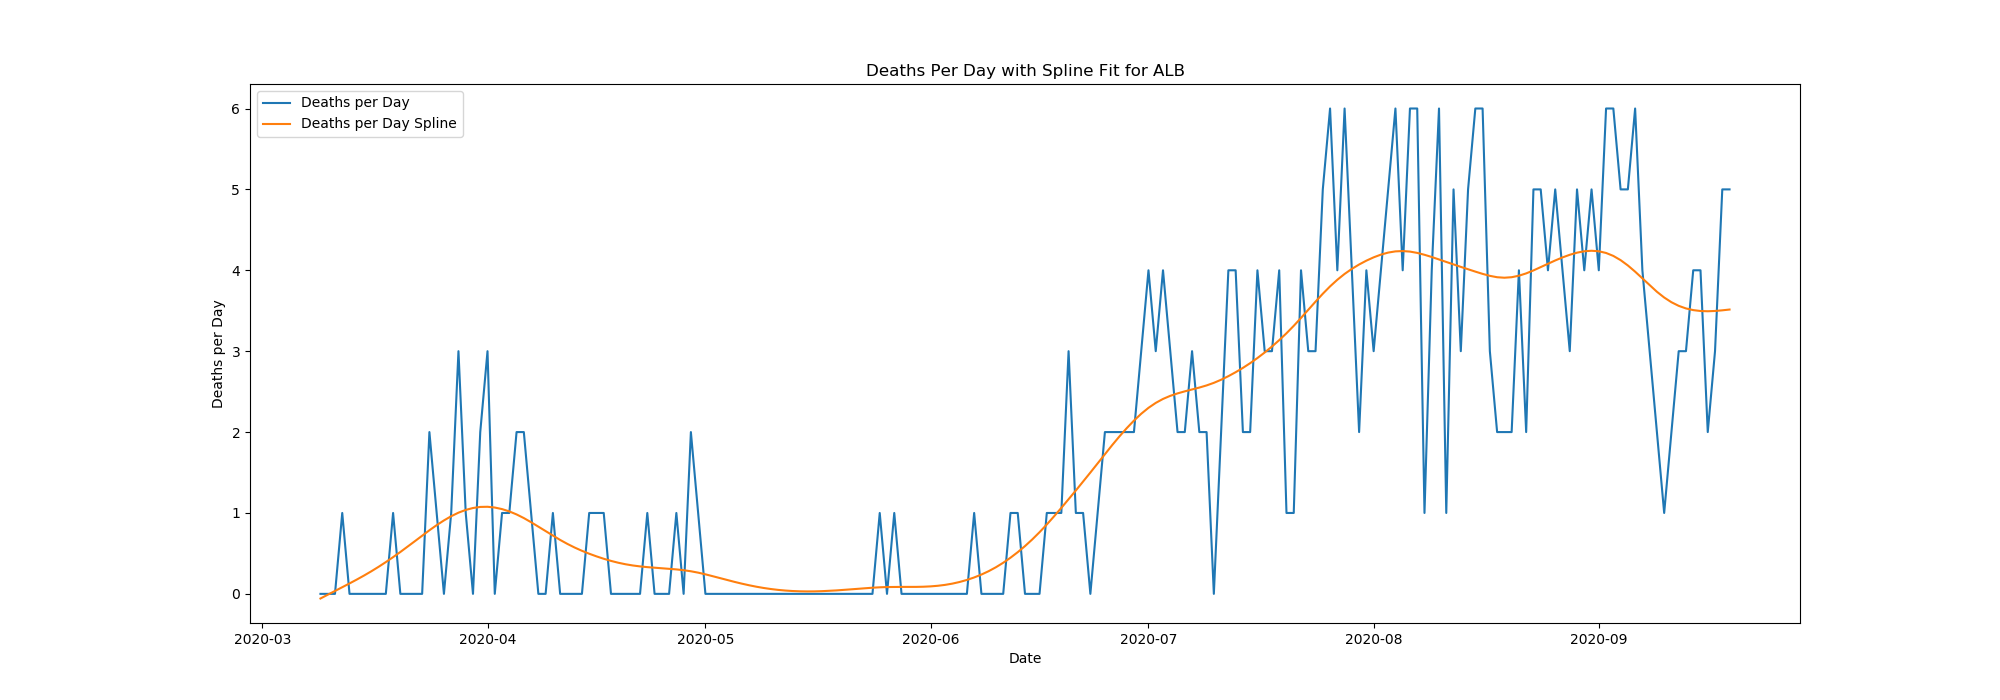 Deaths Per Day with Spline Fit for ALB
Deaths per Day
Deaths per Day Spline
6
5
4
3
2
1
0
Deaths per Day
2020-03
2020-04
2020-05
2020-06
2020-07
2020-08
2020-09
Date